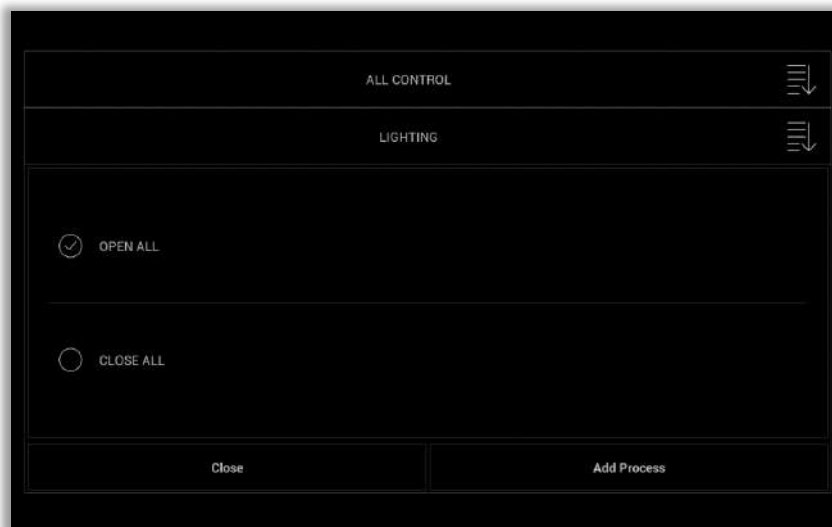 ALL CONTROL
LIGHTING
OPEN ALL
CLOSE ALL
Close Add Process